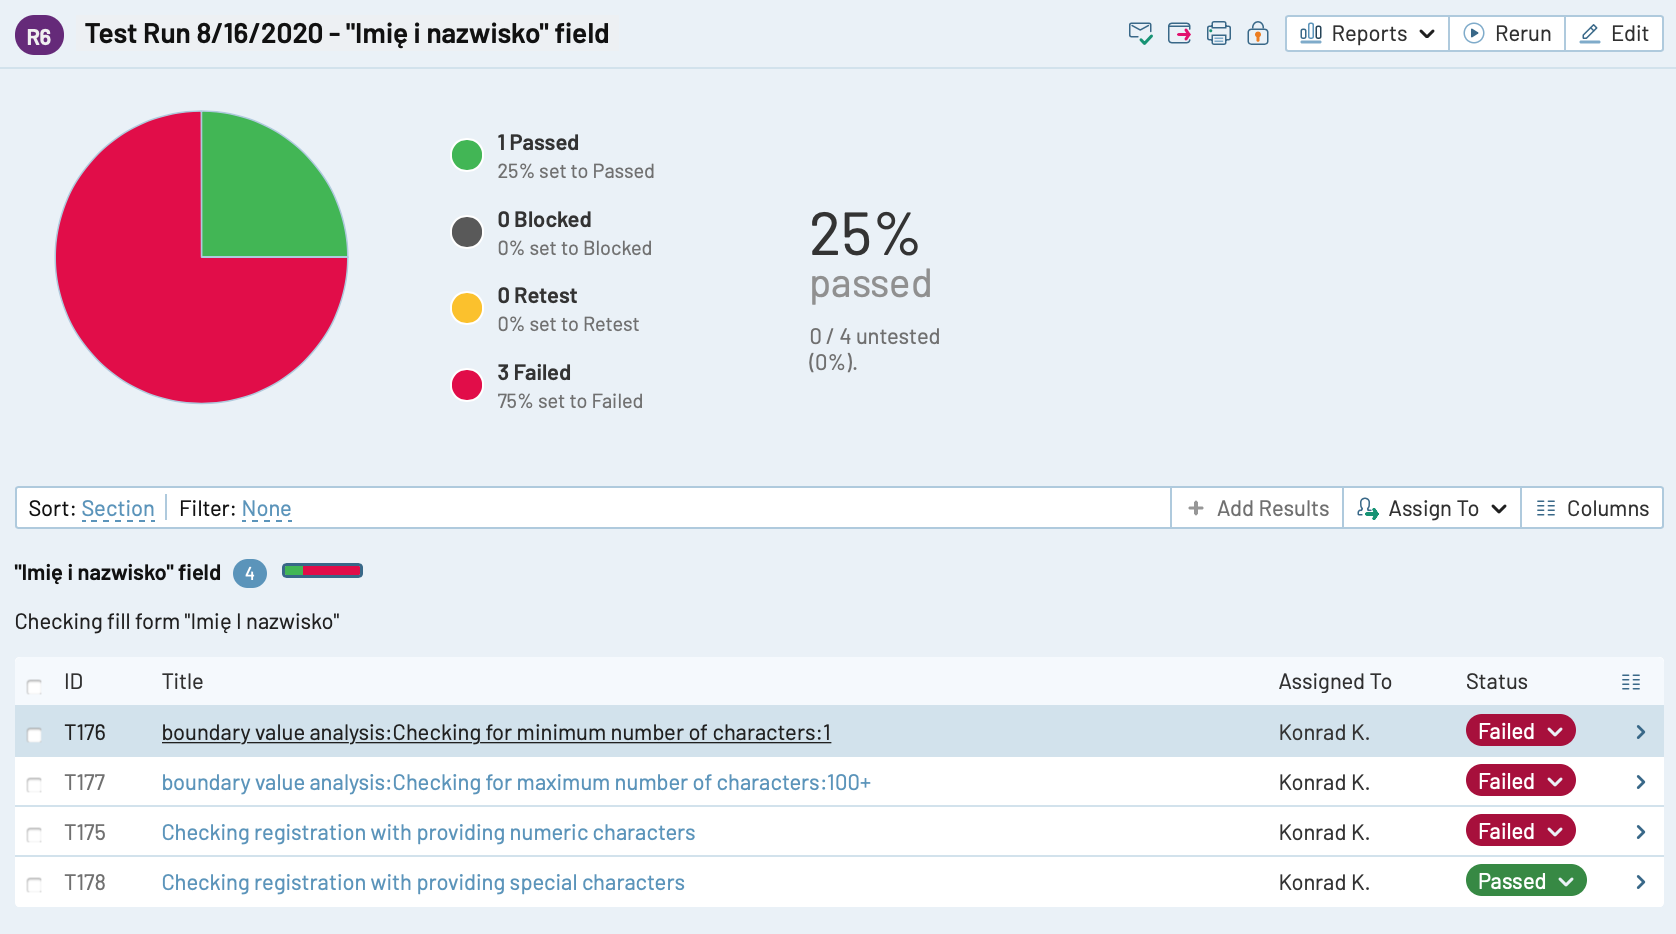 R6
Test Run 8/16/2020 - "Imię i nazwisko" field
Reports
Rerun
Edit
1 Passed
25% set to Passed
0 Blocked
0% set to Blocked
0 Retest
0% set to Retest
3 Failed
75% set to Failed
25%
passed
0 / 4 untested
(0%).
Sort: Section Filter: None
Add Results
Assign To
Columns
"Imię i nazwisko" field 4
Checking fill form "Imię I nazwisko"
ID Title Assigned To Status
T176 boundary value analysis:Checking for minimum number of characters:1 Konrad K. Failed
T177 boundary value analysis:Checking for maximum number of characters:100+ Konrad K. Failed
T175 Checking registration with providing numeric characters Konrad K. Failed
T178 Checking registration with providing special characters Konrad K. Passed